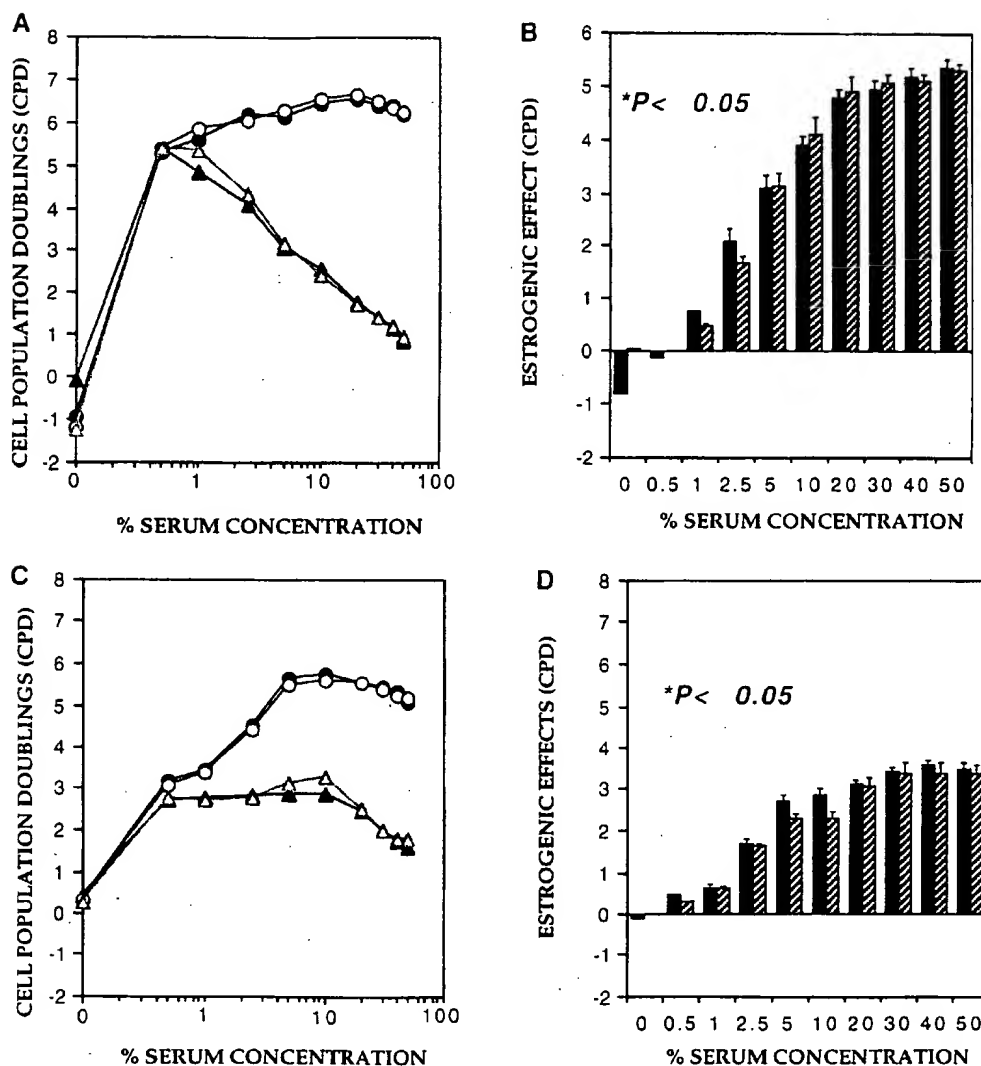 A
CELL POPULATION DOUBLINGS (CPD)
8
7
6
5
4
3
2
1
0
-1
-2
0 1 10 100
% SERUM CONCENTRATION
B
ESTROGENIC EFFECT (CPD)
6
5
4
3
2
1
0
-1
-2
*P< 0.05
0 0.5 1 2.5 5 10 20 30 40 50
% SERUM CONCENTRATION
C
CELL POPULATION DOUBLINGS (CPD)
8
7
6
5
4
3
2
1
0
-1
-2
0 1 10 100
% SERUM CONCENTRATION
D
ESTROGENIC EFFECTS (CPD)
8
7
6
5
4
3
2
1
0
-1
-2
*P< 0.05
0 0.5 1 2.5 5 10 20 30 40 50
% SERUM CONCENTRATION